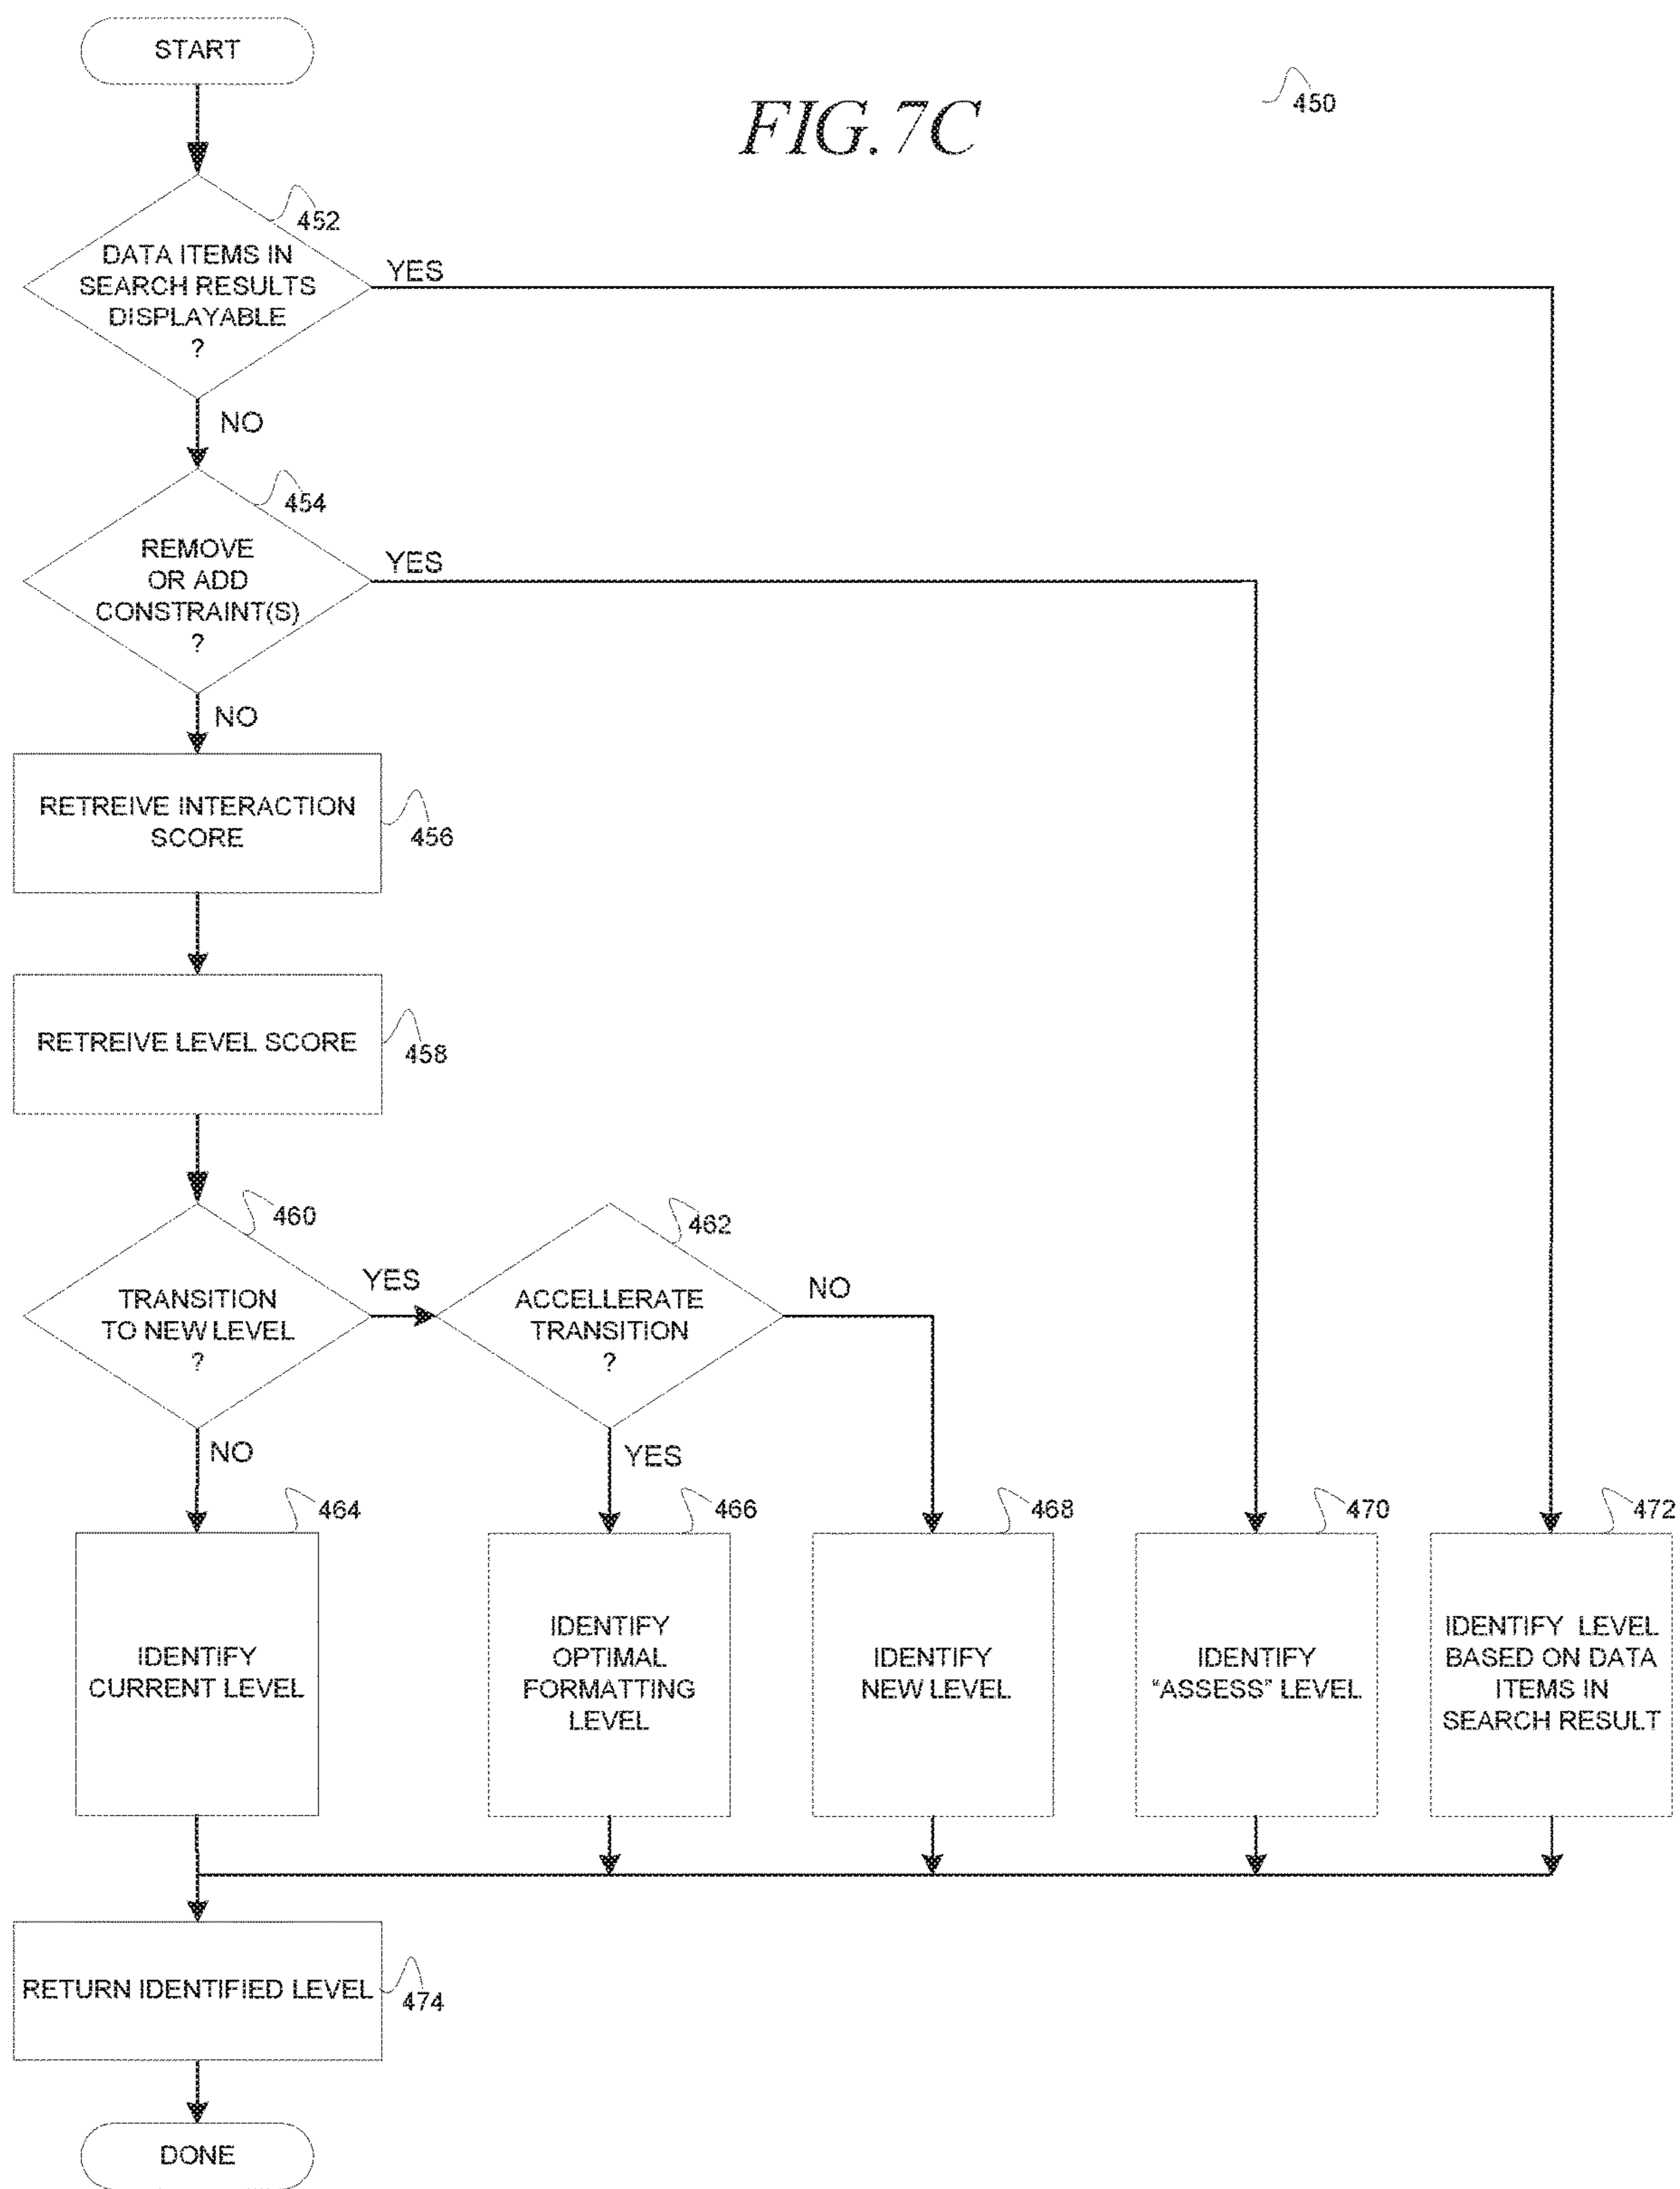 START
FIG. 7C
450
452
DATA ITEMS IN
SEARCH RESULTS
DISPLAYABLE
?
YES
NO
454
REMOVE
OR ADD
CONSTRAINT(S)
?
YES
NO
RETREIVE INTERACTION
SCORE
456
RETREIVE LEVEL SCORE
458
460
TRANSITION
TO NEW LEVEL
?
YES
NO
462
ACCELLERATE
TRANSITION
?
NO
YES
464
IDENTIFY
CURRENT LEVEL
466
IDENTIFY
OPTIMAL
FORMATTING
LEVEL
468
IDENTIFY
NEW LEVEL
470
IDENTIFY
"ASSESS" LEVEL
472
IDENTIFY LEVEL
BASED ON DATA
ITEMS IN
SEARCH RESULT
RETURN IDENTIFIED LEVEL
474
DONE